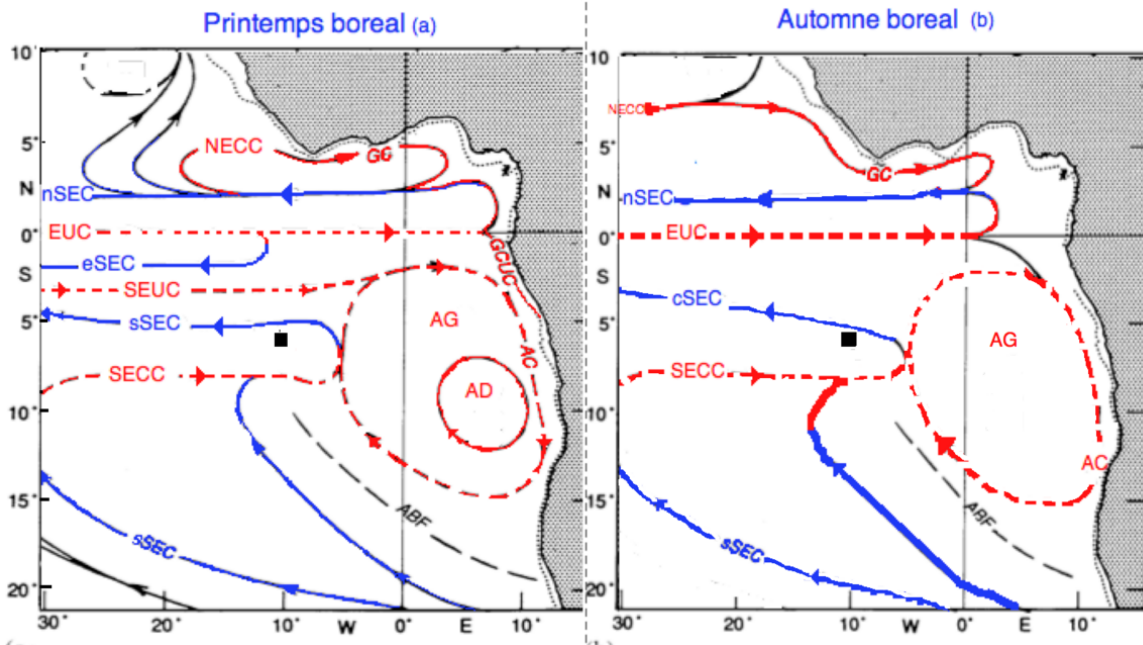 Printemps boreal (a)
Automne boreal (b)
10°
5°
N
0°
S
5°
10°
15°
20°
30°
20°
10°
W
0°
E
10°
NECC
GC
nSEC
EUC
eSEC
GCUC
SEUC
sSEC
AG
AC
SECC
AD
ABF
sSEC
10°
5°
N
0°
S
5°
10°
15°
20°
30°
20°
10°
W
0°
E
10°
NECC
GC
nSEC
EUC
cSEC
AG
SECC
AC
ABF
sSEC